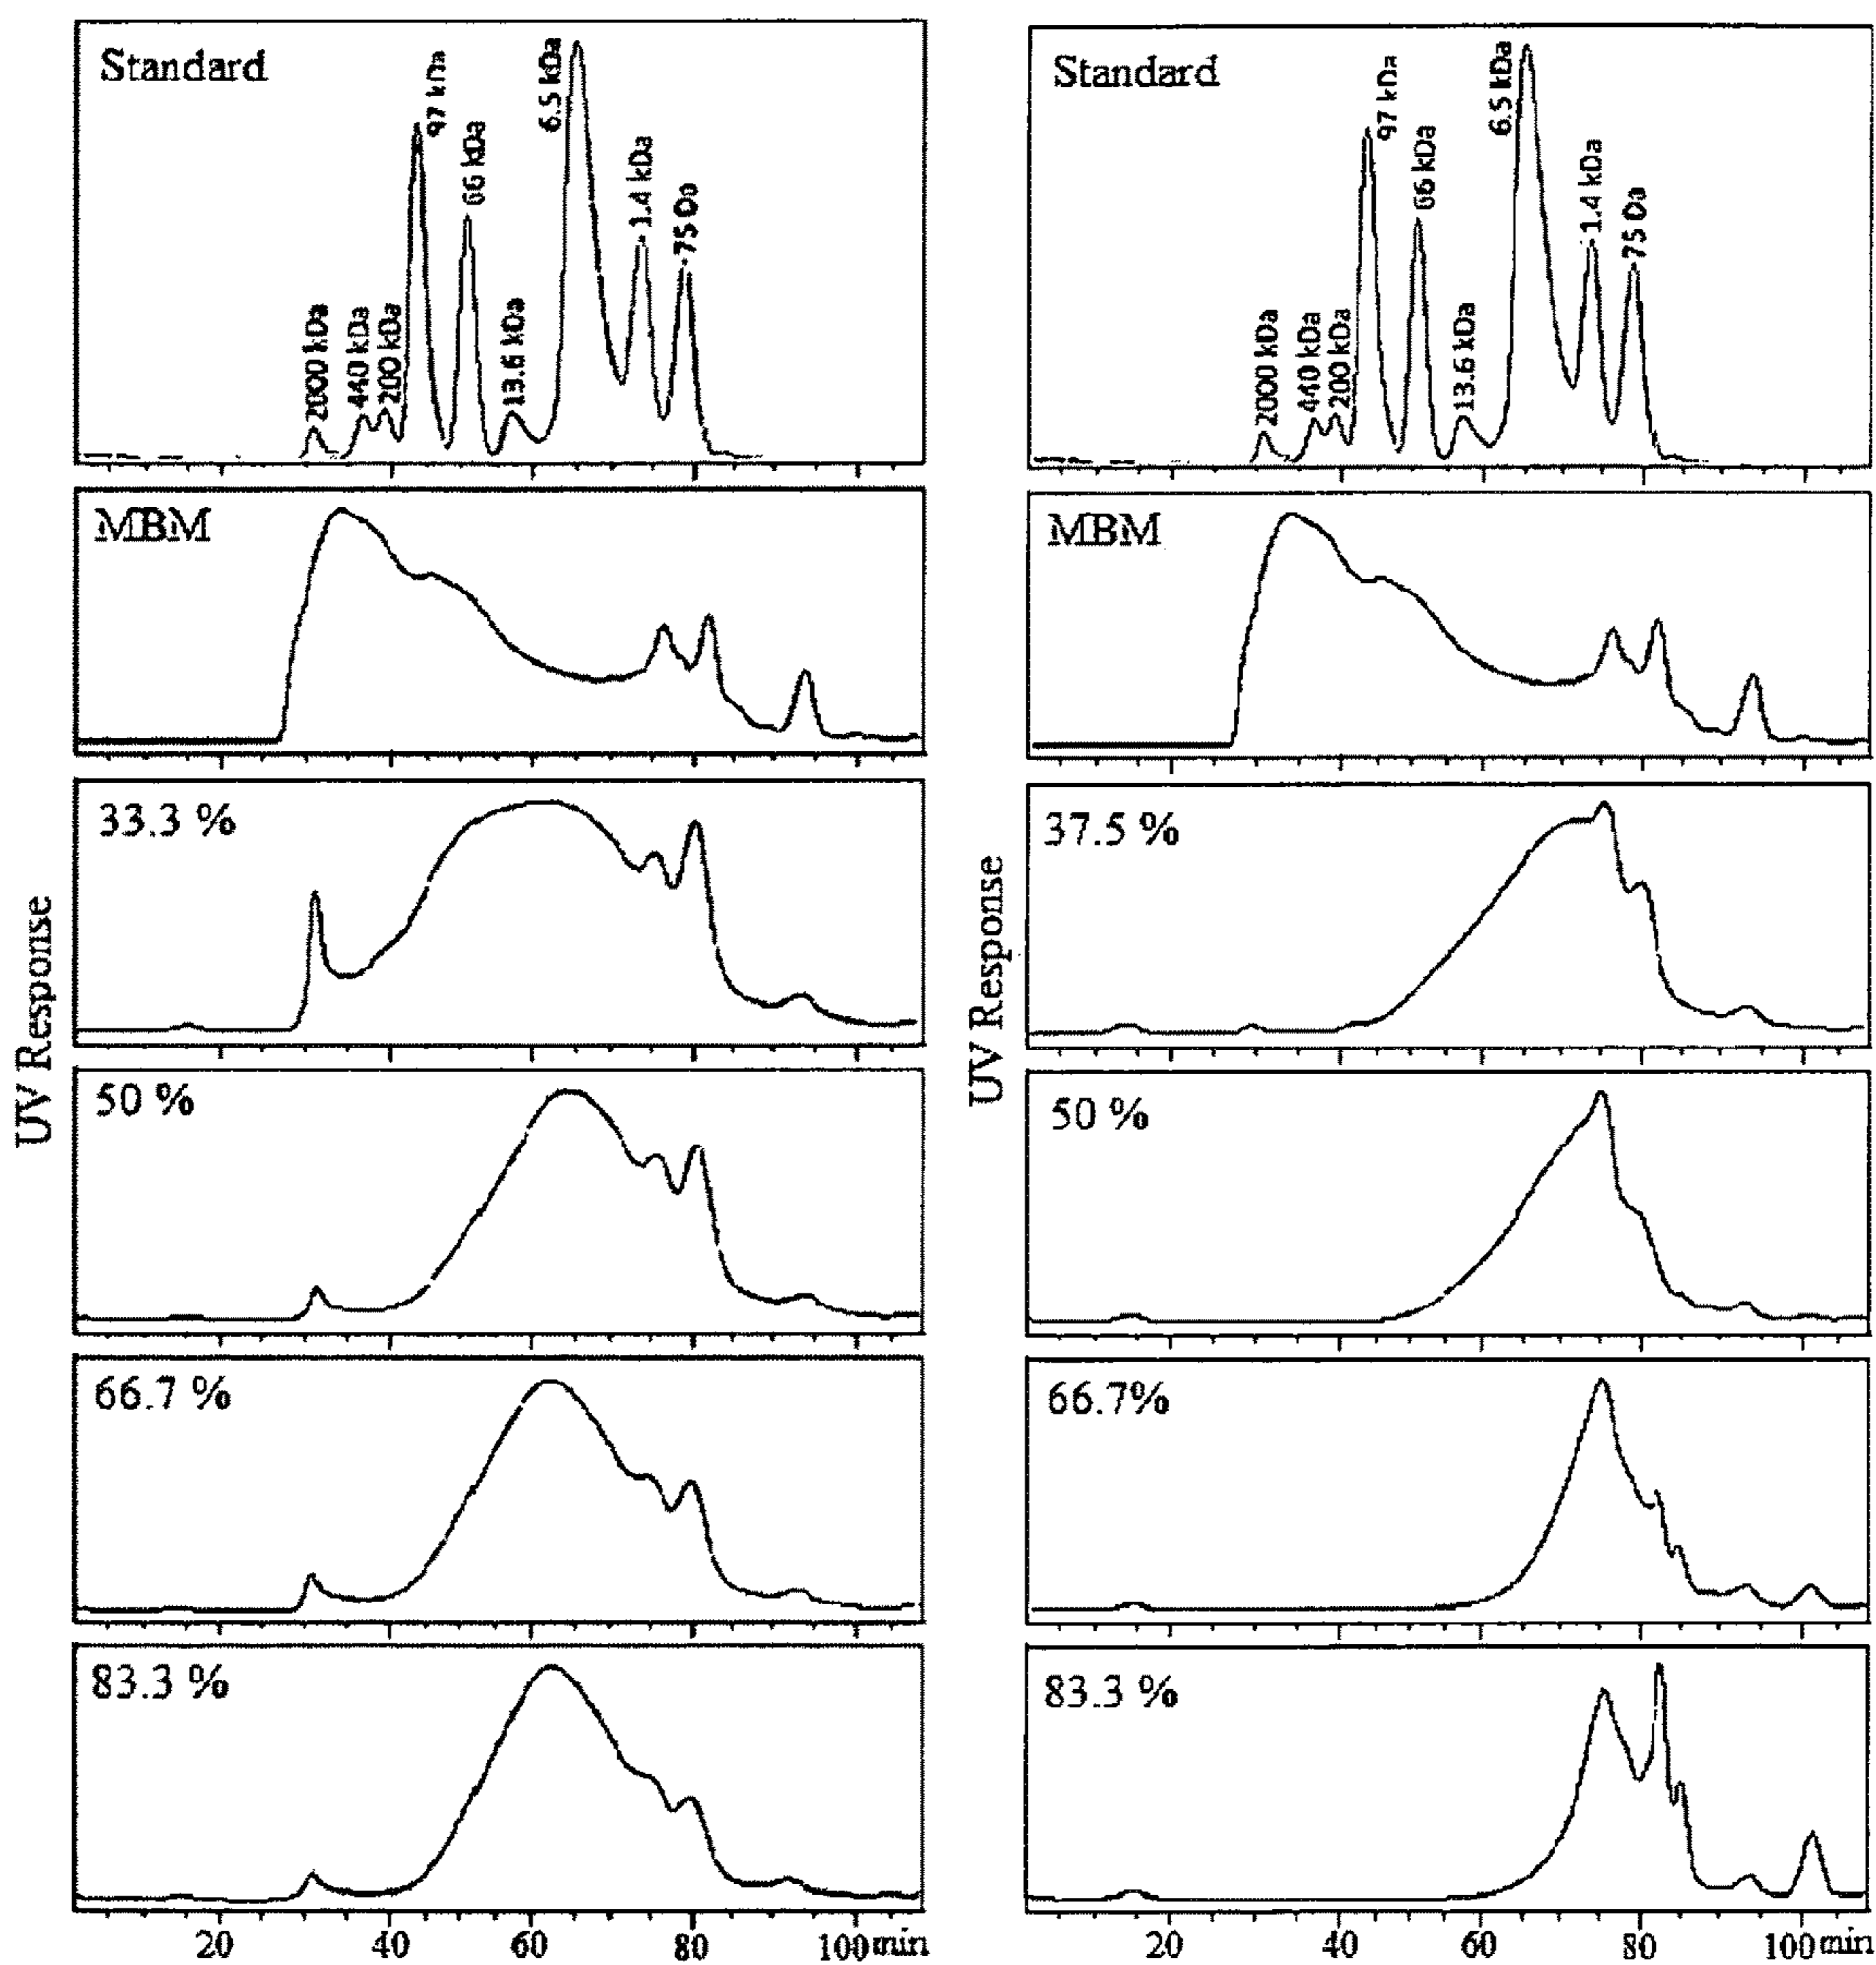 Standard
2000 kDa
440 kDa
200 kDa
97 kDa
66 kDa
13.6 kDa
6.5 kDa
1.4 kDa
75 Da
MBM
33.3 %
50 %
66.7 %
83.3 %
UV Response
20 40 60 80 100 min
Standard
2000 kDa
440 kDa
200 kDa
97 kDa
66 kDa
13.6 kDa
6.5 kDa
1.4 kDa
75 Da
MBM
37.5 %
50 %
66.7%
83.3 %
UV Response
20 40 60 80 100 min